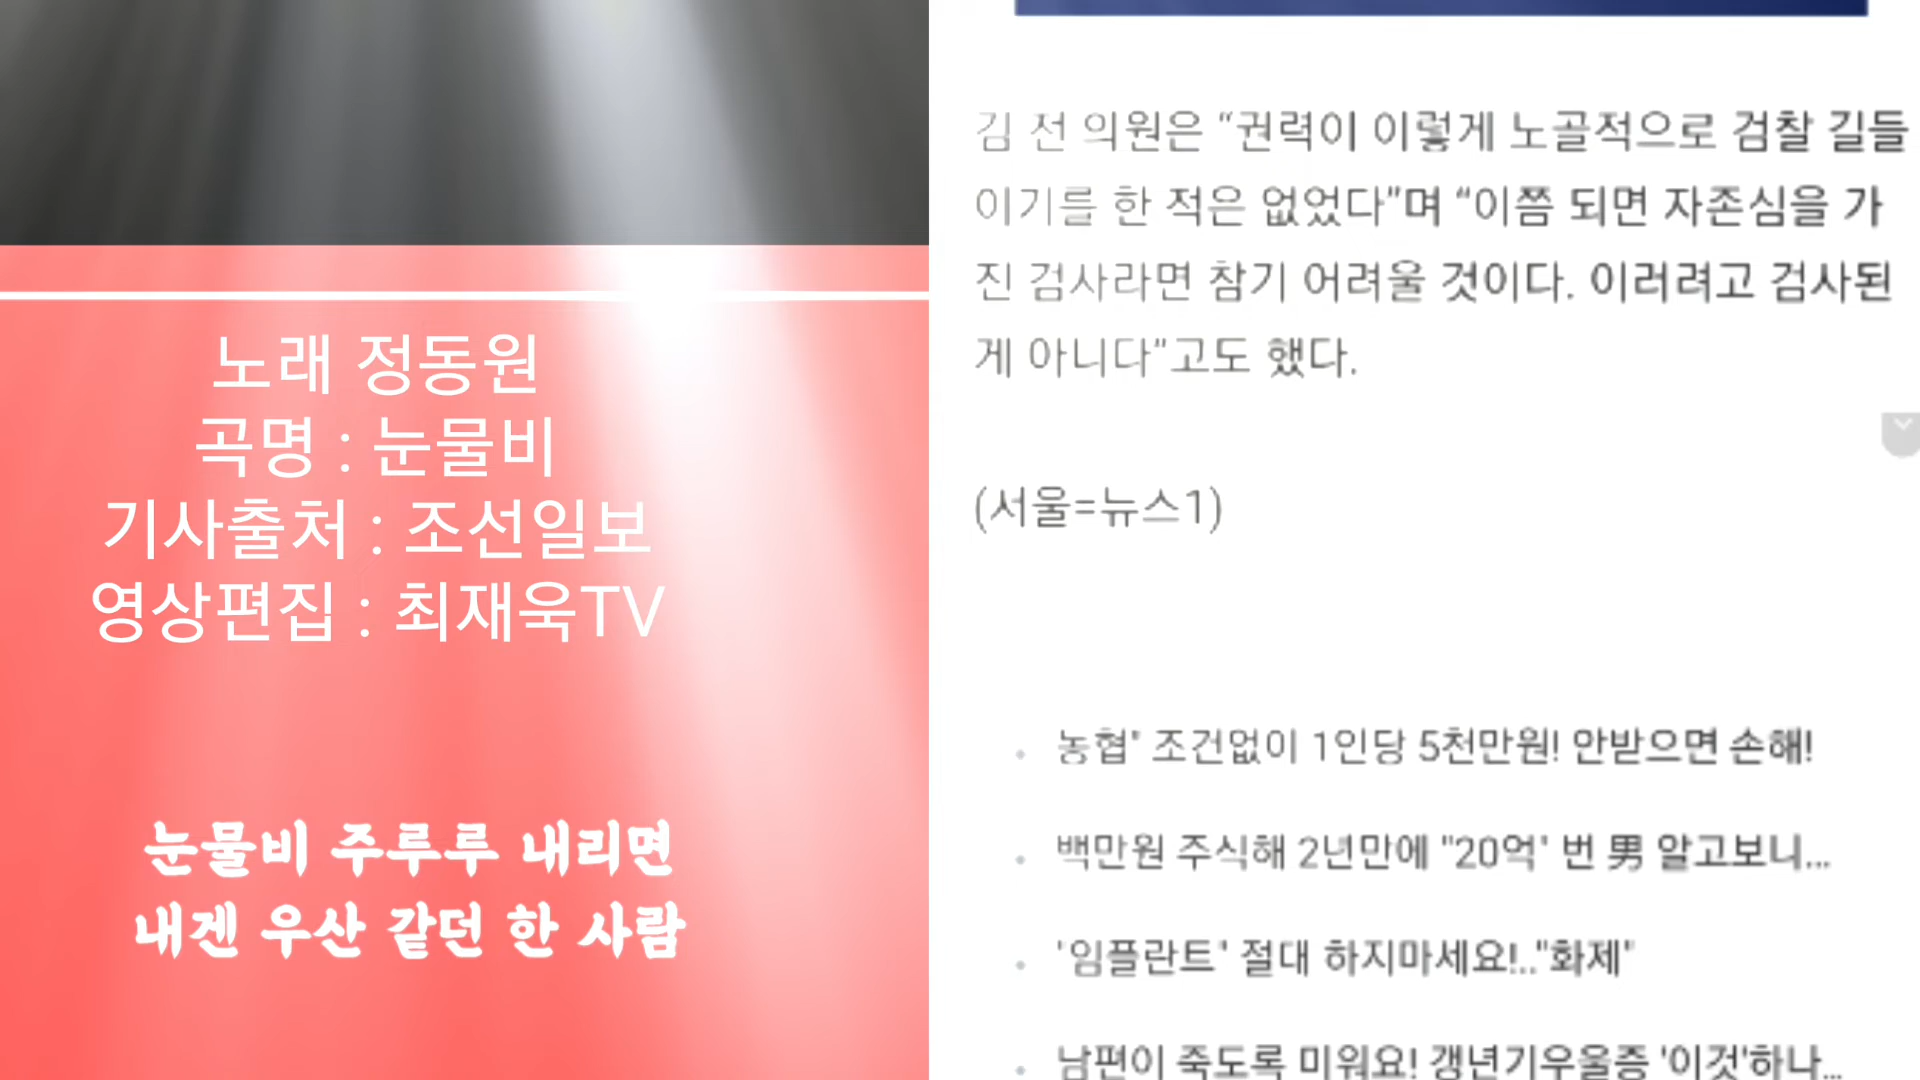 노래 정동원
곡명 : 눈물비
기사출처 : 조선일보
영상편집 : 최재욱TV
눈물비 주루루 내리면
내겐 우산 같던 한 사람
김 전 의원은 “권력이 이렇게 노골적으로 검찰 길들
이기를 한 적은 없었다”며 “이쯤 되면 자존심을 가
진 검사라면 참기 어려울 것이다. 이러려고 검사된
게 아니다”고도 했다.
(서울=뉴스1)
농협" 조건없이 1인당 5천만원! 안받으면 손해!
백만원 주식해 2년만에 "20억' 번 男 알고보니...
'임플란트' 절대 하지마세요!.."화제"
남편이 죽도록 미워요! 갱년기우울증 '이것'하나...